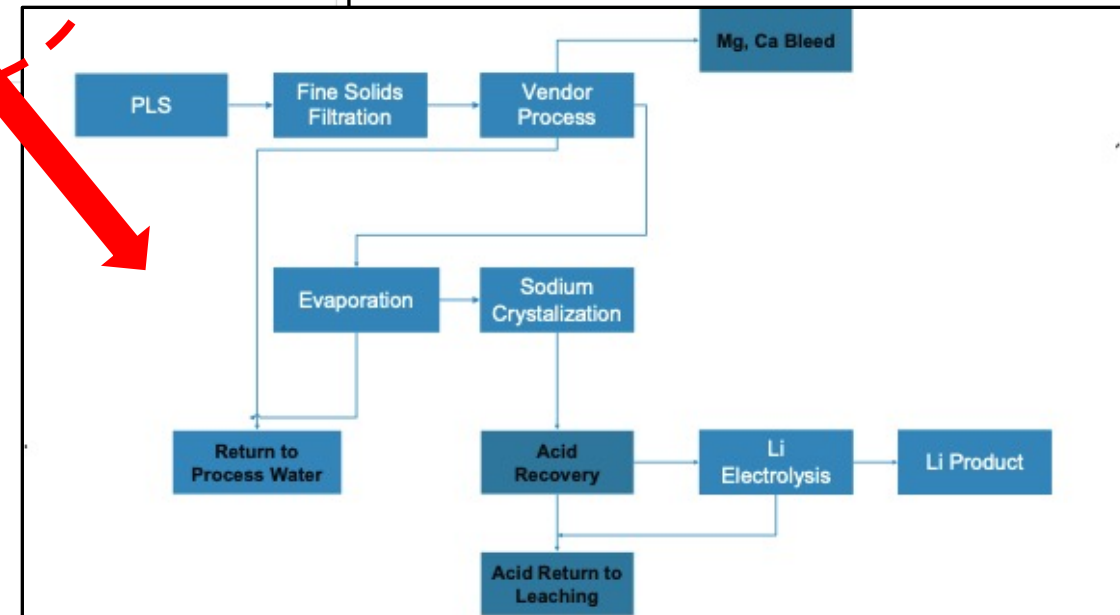 Mg, Ca Bleed
PLS
Fine Solids
Filtration
Vendor
Process
Evaporation
Sodium
Crystalization
Return to
Process Water
Acid
Recovery
Li
Electrolysis
Li Product
Acid Return to
Leaching